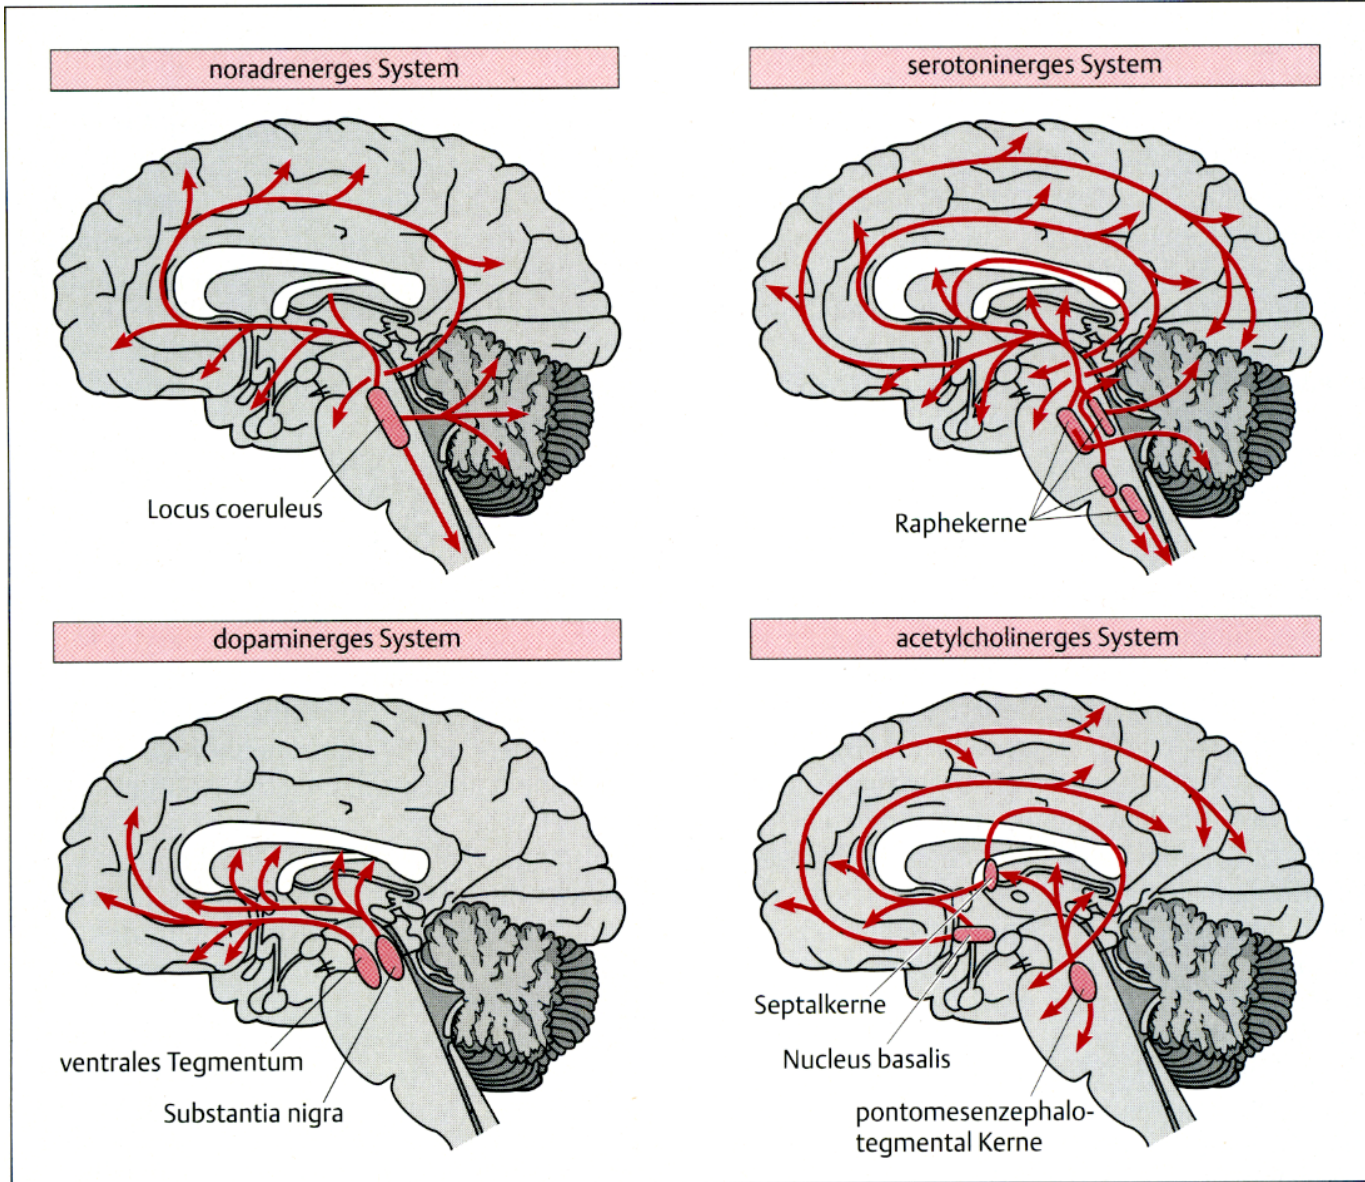 noradrenerges System
serotoninerges System
Locus coeruleus
Raphekerne
dopaminerges System
acetylcholinerges System
ventrales Tegmentum
Substantia nigra
Septalkerne
Nucleus basalis
pontomesenzephalo-
tegmental Kerne